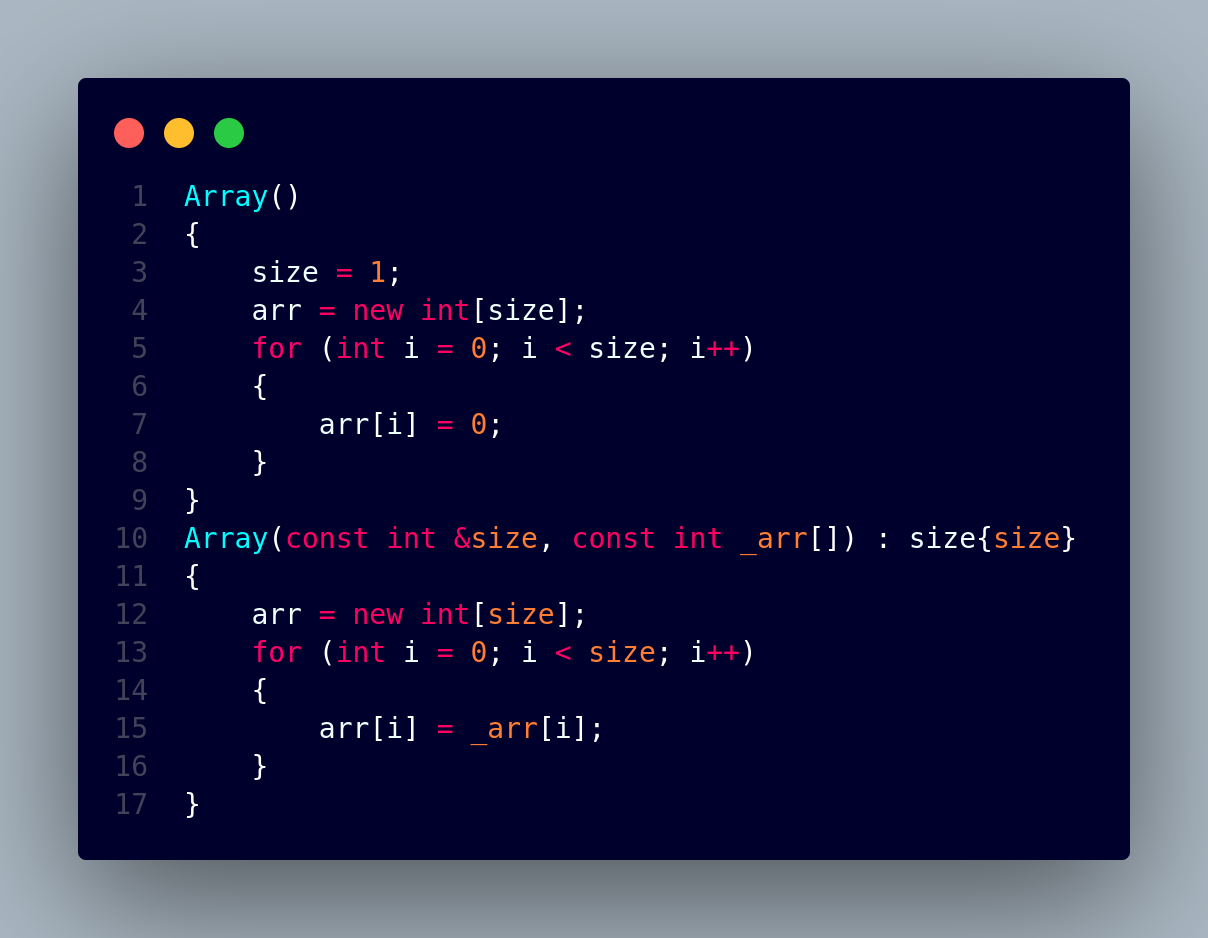 1 Array()
2 {
3     size = 1;
4     arr = new int[size];
5     for (int i = 0; i < size; i++)
6     {
7         arr[i] = 0;
8     }
9 }
10 Array(const int &size, const int _arr[]) : size{size}
11 {
12     arr = new int[size];
13     for (int i = 0; i < size; i++)
14     {
15         arr[i] = _arr[i];
16     }
17 }